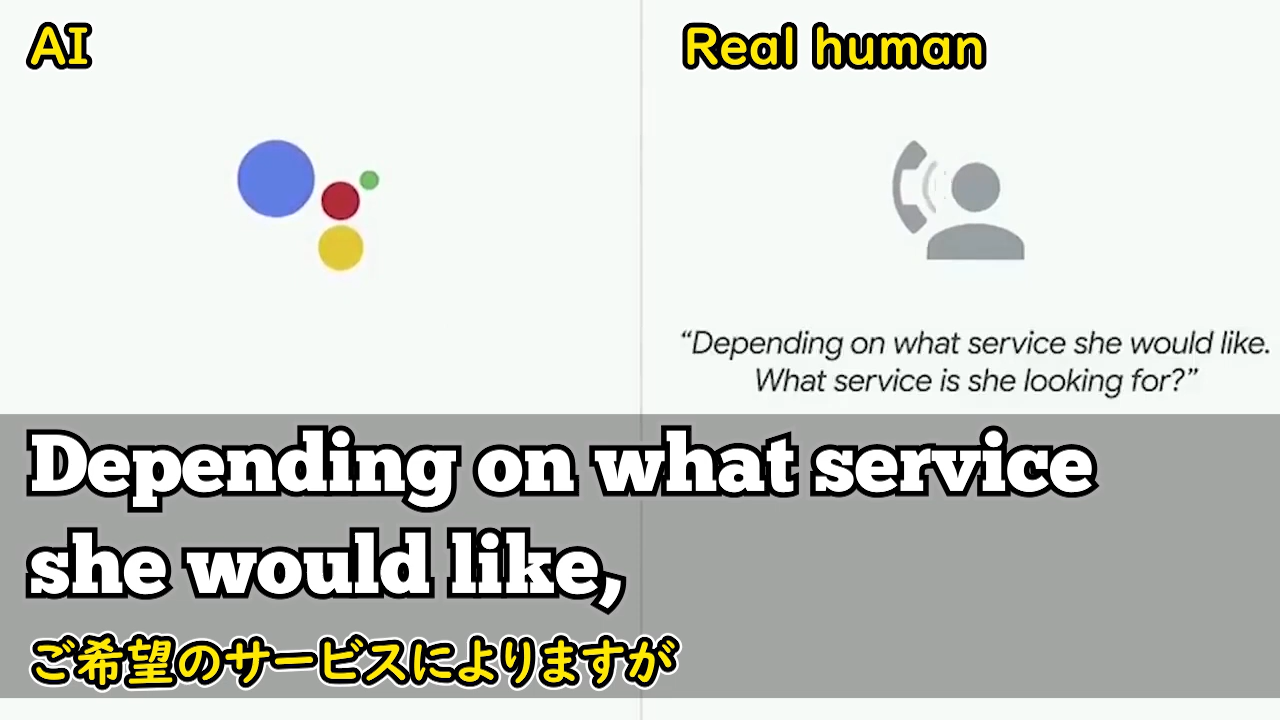 AI
Real human
“Depending on what service she would like.
What service is she looking for?”
Depending on what service
she would like,
ご希望のサービスによりますが